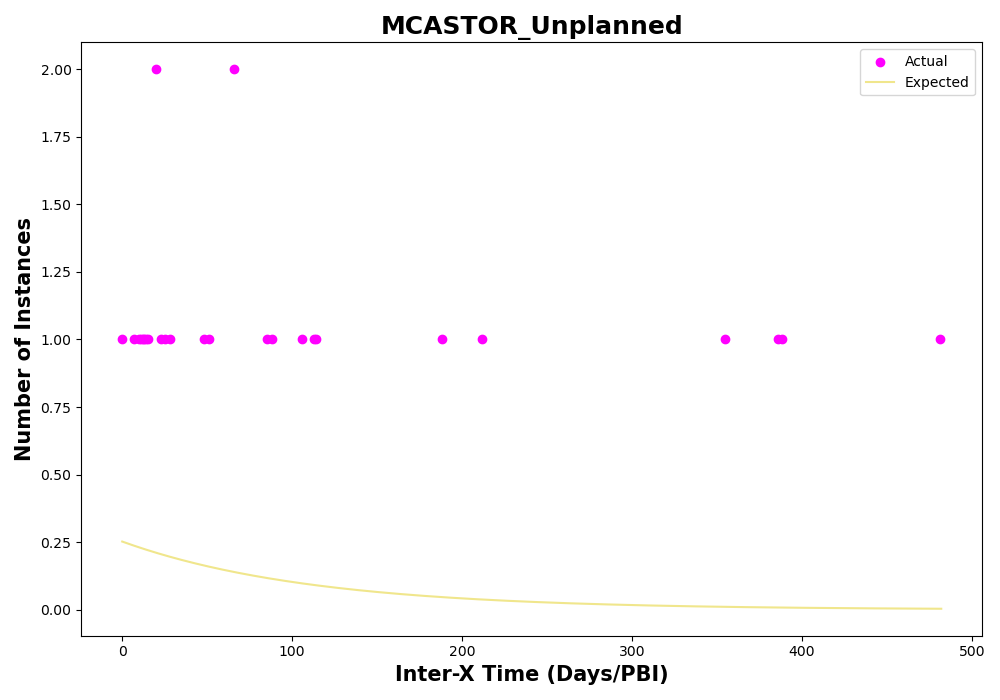 MCASTOR_Unplanned
Actual
Expected
Number of Instances
2.00
1.75
1.50
1.25
1.00
0.75
0.50
0.25
0.00
0 100 200 300 400 500
Inter-X Time (Days/PBI)